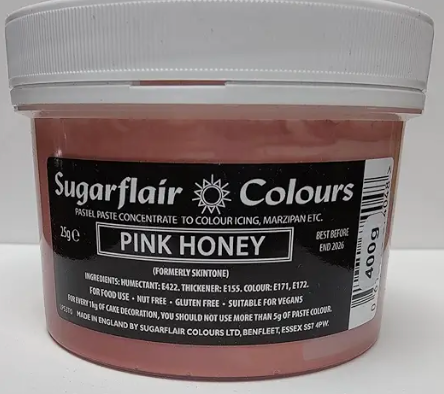 Sugarflair Colours
PASTEL PASTE CONCENTRATE TO COLOUR ICING, MARZIPAN ETC.
25g ℮
PINK HONEY
BEST BEFORE
END 2026
400g
(FORMERLY SKINTONE)
INGREDIENTS: HUMECTANT: E422. THICKENER: E155. COLOUR: E171, E172.
FOR FOOD USE • NUT FREE • GLUTEN FREE • SUITABLE FOR VEGANS
FOR EVERY 1kg OF CAKE DECORATION, YOU SHOULD NOT USE MORE THAN 5g OF PASTE COLOUR.
MADE IN ENGLAND BY SUGARFLAIR COLOURS LTD, BENFLEET, ESSEX SS7 4PW.